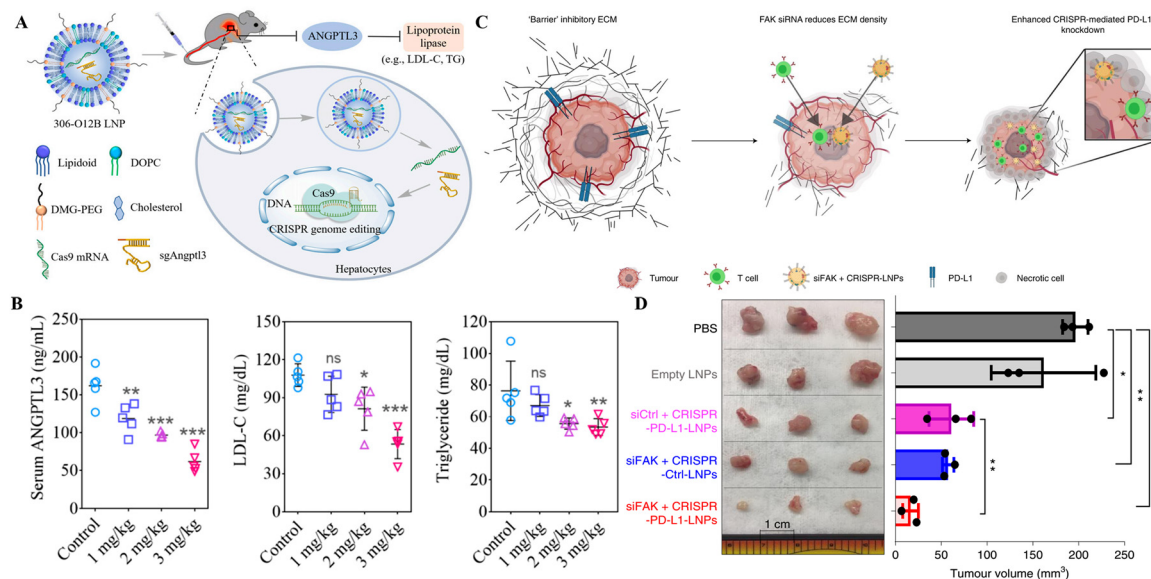 A
306-O12B LNP
ANGPTL3
Lipoprotein
lipase
(e.g., LDL-C, TG)
Lipidoid
DOPC
DMG-PEG
Cholesterol
Cas9 mRNA
sgAngptl3
Cas9
DNA
CRISPR genome editing
Hepatocytes
B
Serum ANGPTL3 (ng/mL)
250
200
150
100
50
0
**
***
***
Control
1 mg/kg
2 mg/kg
3 mg/kg
LDL-C (mg/dL)
150
120
90
60
30
0
ns
*
***
Control
1 mg/kg
2 mg/kg
3 mg/kg
Triglyceride (mg/dL)
120
100
80
60
40
20
0
ns
*
**
Control
1 mg/kg
2 mg/kg
3 mg/kg
C
'Barrier' inhibitory ECM
FAK siRNA reduces ECM density
Enhanced CRISPR-mediated PD-L1
knockdown
Tumour
T cell
siFAK + CRISPR-LNPs
PD-L1
Necrotic cell
D
PBS
Empty LNPs
siCtrl + CRISPR
-PD-L1-LNPs
siFAK + CRISPR
-Ctrl-LNPs
siFAK + CRISPR
-PD-L1-LNPs
1 cm
**
*
**
0
50
100
150
200
250
Tumour volume (mm³)